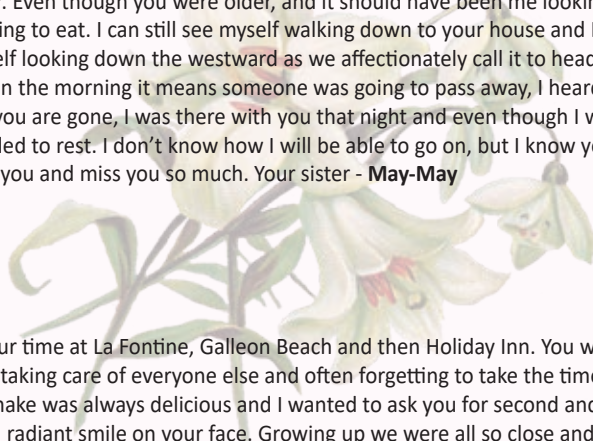 . Even though you were older, and it should have been me lookin
ing to eat. I can still see myself walking down to your house and
elf looking down the westward as we affectionately call it to head
n the morning it means someone was going to pass away, I hear
you are gone, I was there with you that night and even though I w
led to rest. I don’t know how I will be able to go on, but I know y
you and miss you so much. Your sister - May-May
ur time at La Fontine, Galleon Beach and then Holiday Inn. You w
taking care of everyone else and often forgetting to take the time
nake was always delicious and I wanted to ask you for second and
radiant smile on your face. Growing up we were all so close and